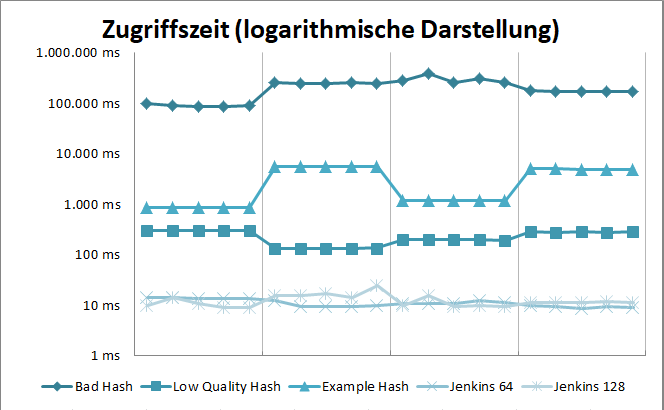 Zugriffszeit (logarithmische Darstellung)
1.000.000 ms
100.000 ms
10.000 ms
1.000 ms
100 ms
10 ms
1 ms
Bad Hash Low Quality Hash Example Hash Jenkins 64 Jenkins 128